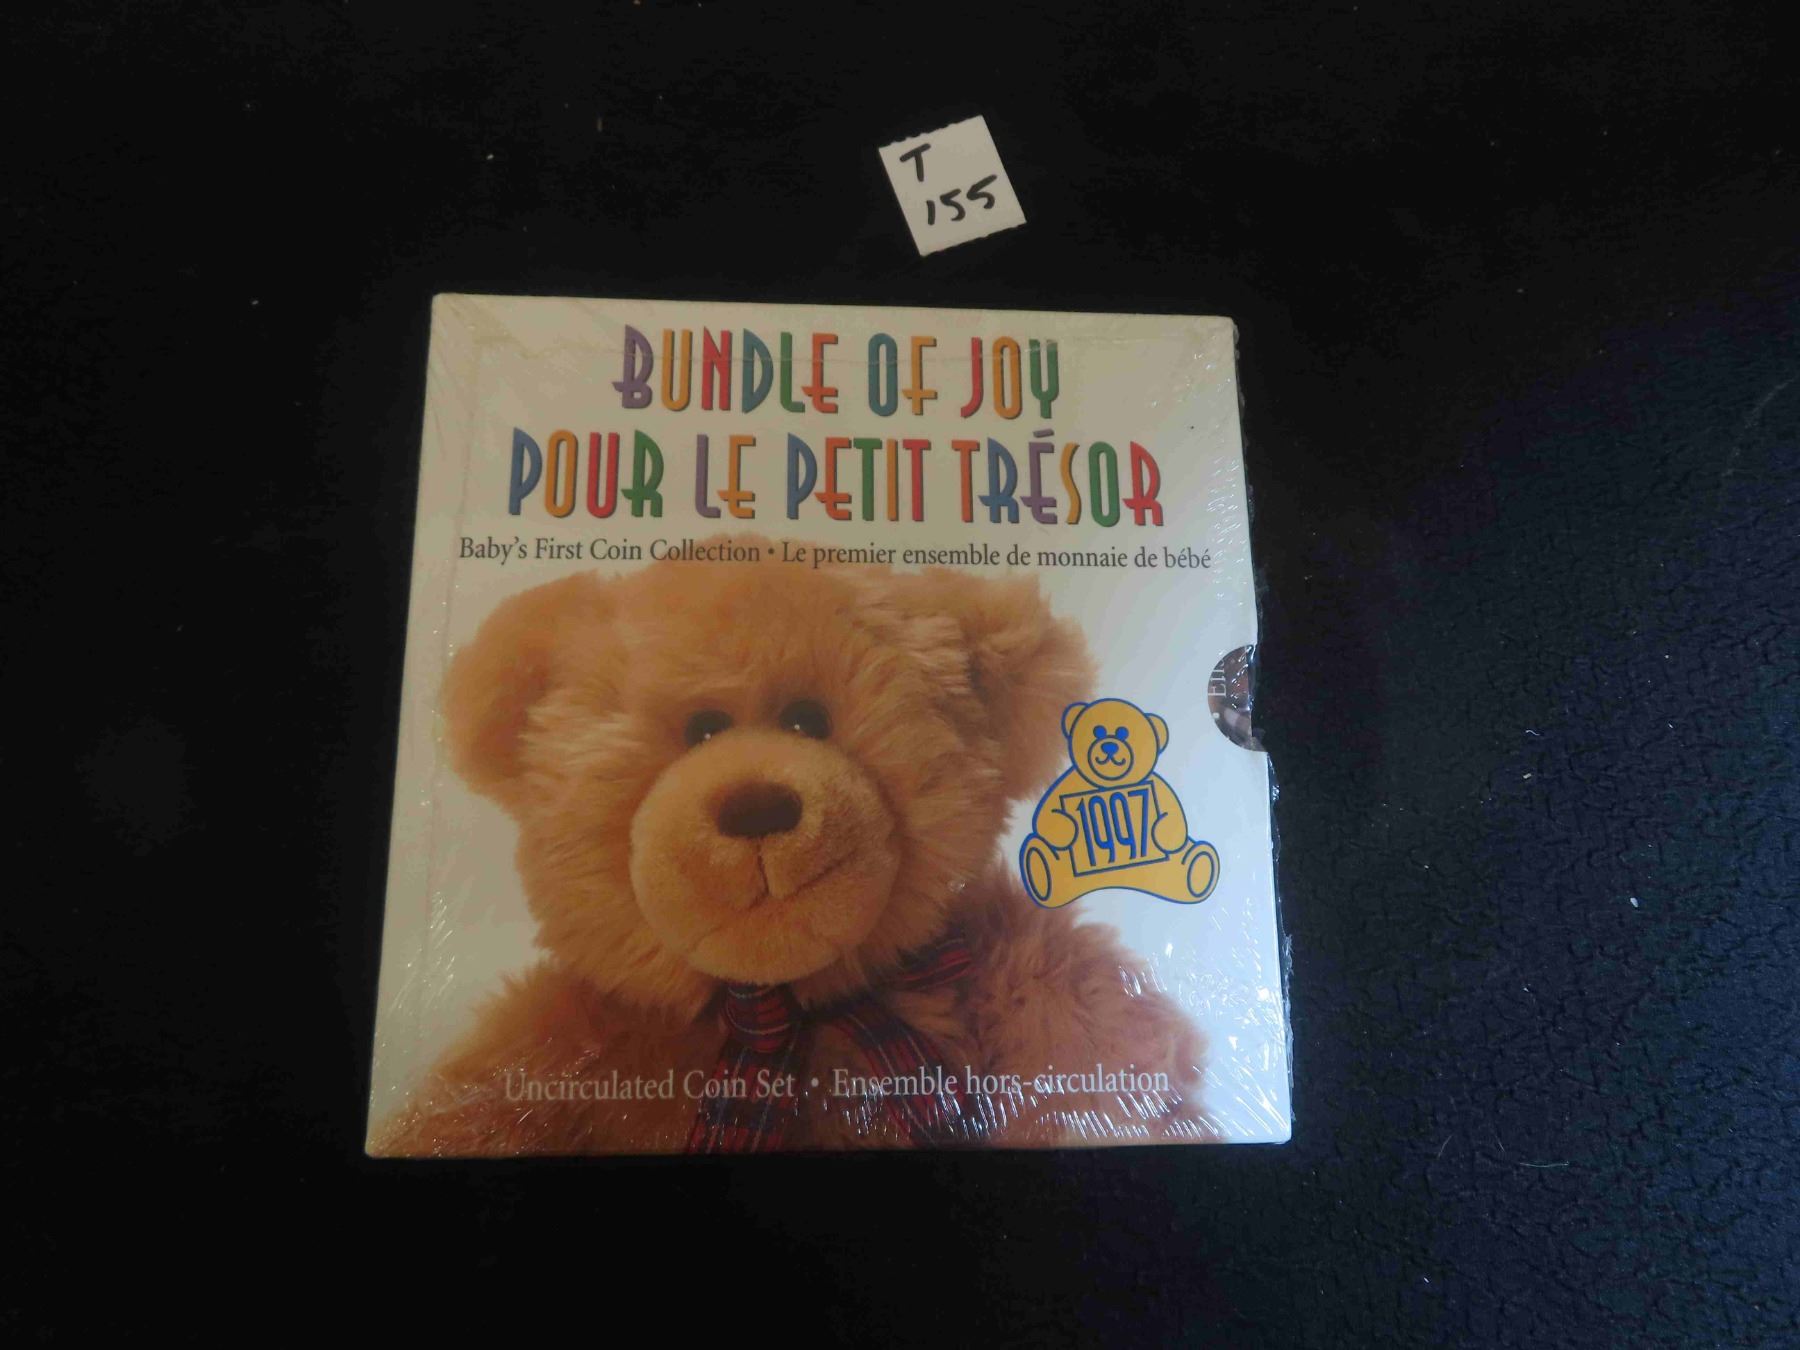 T
155
BUNDLE OF JOY
POUR LE PETIT TRÉSOR
Baby's First Coin Collection • Le premier ensemble de monnaie de bébé
1997
Uncirculated Coin Set • Ensemble hors-circulation